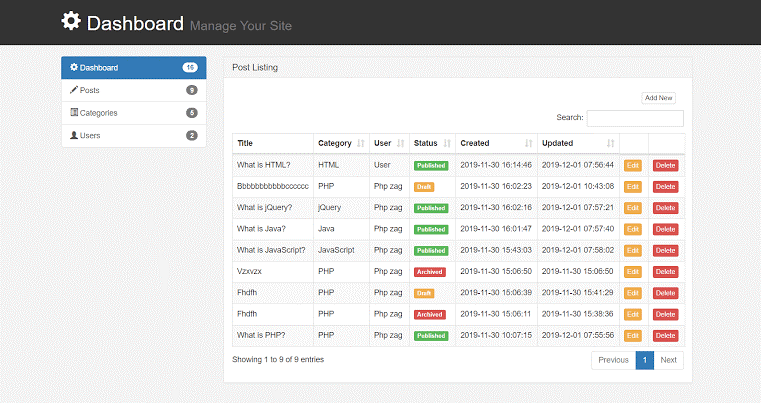 Dashboard Manage Your Site
Dashboard 16
Posts 9
Categories 5
Users 2
Post Listing
Add New
Search:
Title Category User Status Created Updated
What is HTML? HTML User Published 2019-11-30 16:14:46 2019-12-01 07:56:44 Edit Delete
Bbbbbbbbbbbcccccc PHP Php zag Draft 2019-11-30 16:02:23 2019-12-01 10:43:08 Edit Delete
What is jQuery? jQuery Php zag Published 2019-11-30 16:02:16 2019-12-01 07:57:21 Edit Delete
What is Java? Java Php zag Published 2019-11-30 16:01:47 2019-12-01 07:57:40 Edit Delete
What is JavaScript? JavaScript Php zag Published 2019-11-30 15:43:03 2019-12-01 07:58:02 Edit Delete
Vzxvzx PHP Php zag Archived 2019-11-30 15:06:50 2019-11-30 15:06:50 Edit Delete
Fhdfh PHP Php zag Draft 2019-11-30 15:06:39 2019-11-30 15:41:29 Edit Delete
Fhdfh PHP Php zag Archived 2019-11-30 15:06:11 2019-11-30 15:38:36 Edit Delete
What is PHP? PHP Php zag Published 2019-11-30 10:07:15 2019-12-01 07:55:56 Edit Delete
Showing 1 to 9 of 9 entries
Previous 1 Next